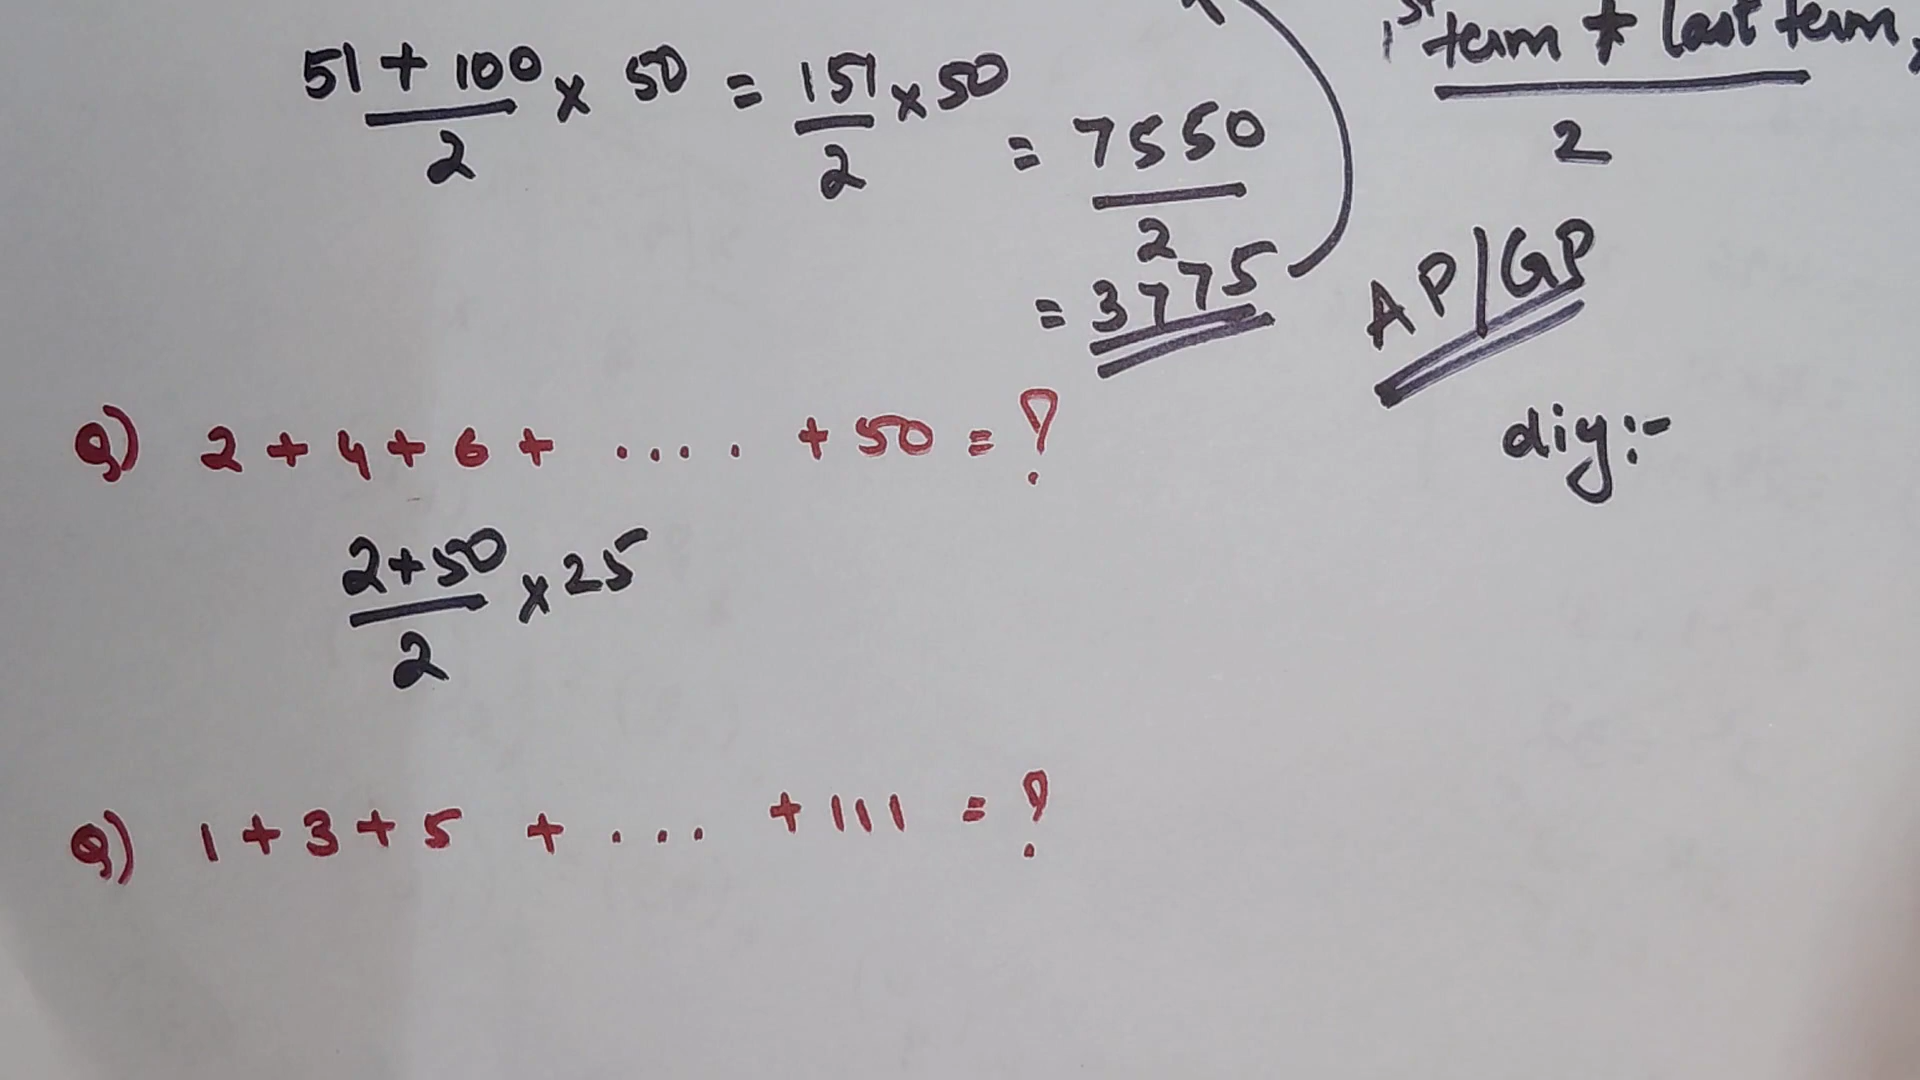 1st term + last term
2
51 + 100 / 2 × 50 = 151 / 2 × 50
= 7550 / 2
= 3775
AP/GP
diy:-
Q) 2 + 4 + 6 + .... + 50 = ?
2+50 / 2 × 25
Q) 1 + 3 + 5 + ... + 111 = ?